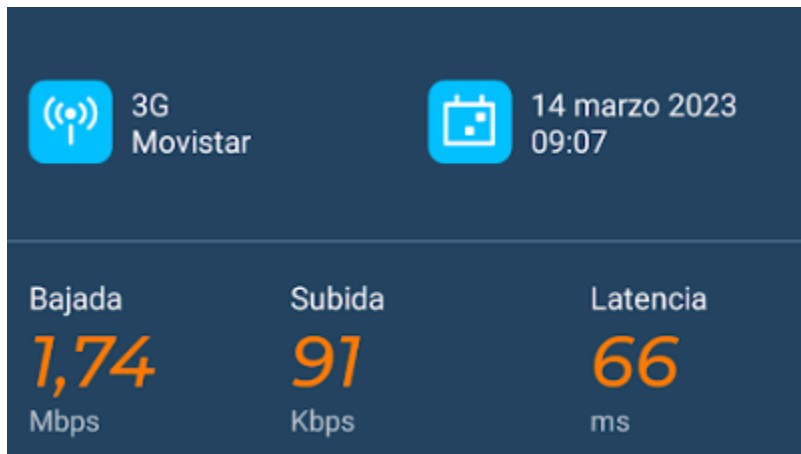 3G
Movistar
14 marzo 2023
09:07
Bajada
1,74
Mbps
Subida
91
Kbps
Latencia
66
ms